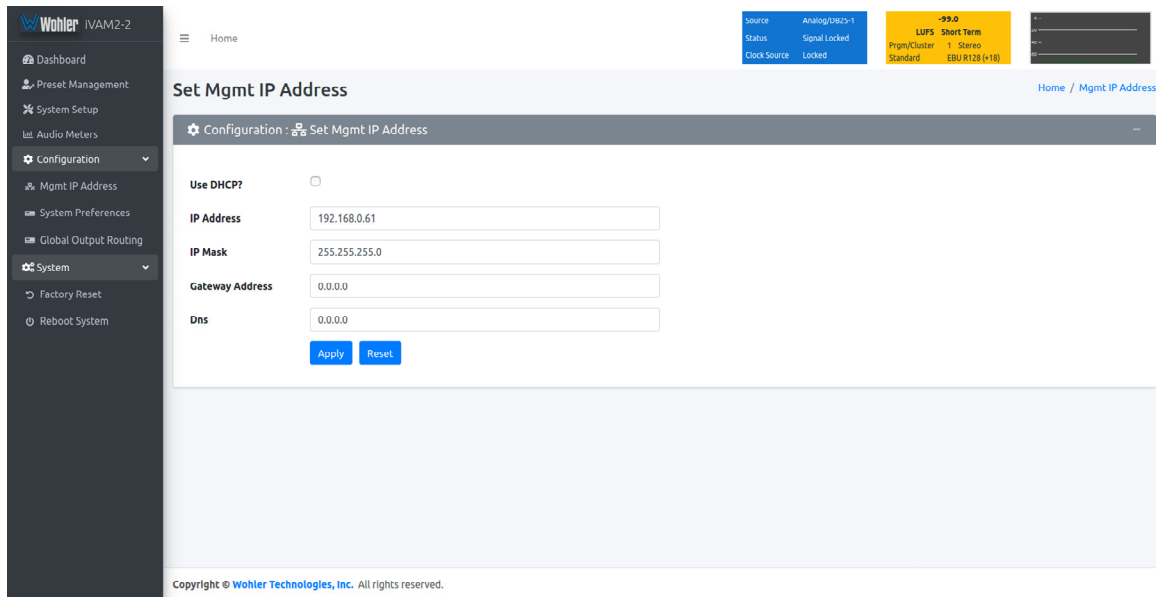 Wohler iVAM2-2
Dashboard
Preset Management
System Setup
Audio Meters
Configuration
Mgmt IP Address
System Preferences
Global Output Routing
System
Factory Reset
Reboot System
Home
Source Analog/DB25-1
Status Signal Locked
Clock Source Locked
-99.0
LUFS Short Term
Prgm/Cluster 1 Stereo
Standard EBU R128 (+18)
Set Mgmt IP Address
Home / Mgmt IP Address
Configuration : Set Mgmt IP Address
Use DHCP?
IP Address 192.168.0.61
IP Mask 255.255.255.0
Gateway Address 0.0.0.0
Dns 0.0.0.0
Apply Reset
Copyright © Wohler Technologies, Inc. All rights reserved.